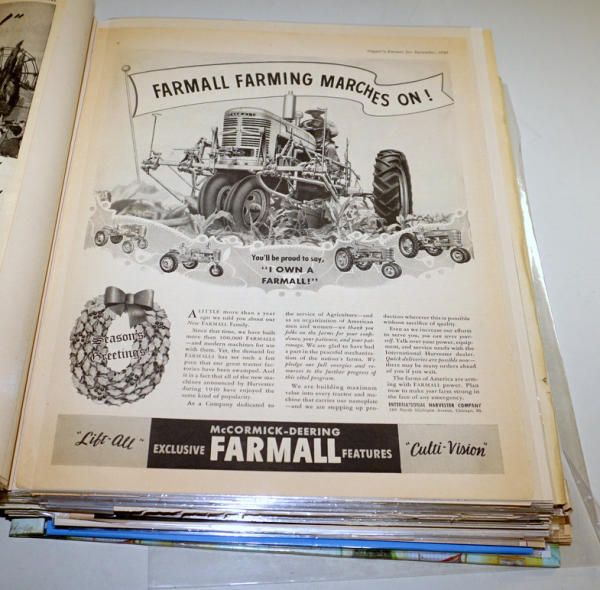 Capper's Farmer for December, 1940
FARMALL FARMING MARCHES ON!
You'll be proud to say,
"I OWN A
FARMALL!"
Season's
Greetings!
A LITTLE more than a year
ago we told you about our
New FARMALL Family.
Since that time, we have built
more than 100,000 FARMALLS
—and modern machines for use
with them. Yet, the demand for
FARMALLS has set such a fast
pace that our great tractor fac-
tories have been swamped. And
it is a fact that all of the new ma-
chines announced by Harvester
during 1940 have enjoyed the
same kind of popularity.
As a Company dedicated to
the service of Agriculture—and
as an organization of American
men and women—we thank you
folks on the farms for your confi-
dence, your patience, and your pat-
ronage. We are glad to have had
a part in the peaceful mechaniza-
tion of the nation's farms. We
pledge our full energies and re-
sources to the further progress of
this vital program.
We are building maximum
value into every tractor and ma-
chine that carries our nameplate
—and we are stepping up pro-
duction wherever this is possible
without sacrifice of quality.
Even as we increase our efforts
to serve you, you can serve your-
self. Talk over your power, equip-
ment, and service needs with the
International Harvester dealer.
Quick deliveries are possible now—
there may be many orders ahead
of you if you wait.
The farms of America are arm-
ing with FARMALL power. Plan
now to make your farm strong in
the face of any emergency.
INTERNATIONAL HARVESTER COMPANY
180 North Michigan Avenue, Chicago, Ill.
"Lift-All"
McCORMICK-DEERING
EXCLUSIVE FARMALL FEATURES
"Culti-Vision"